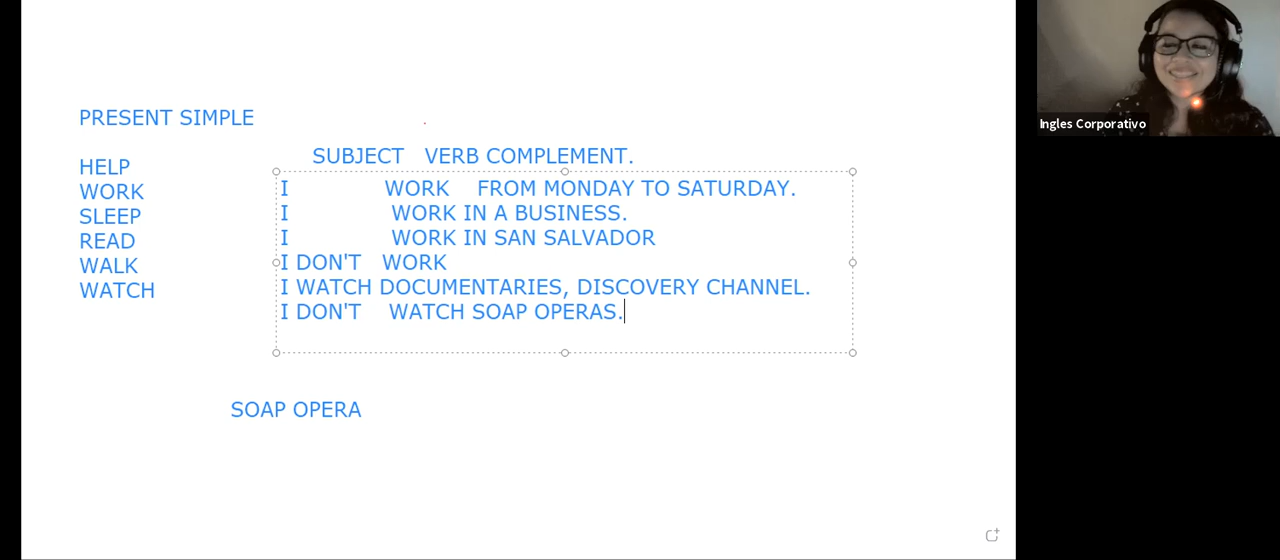 PRESENT SIMPLE
SUBJECT VERB COMPLEMENT.
HELP
WORK
SLEEP
READ
WALK
WATCH
I WORK FROM MONDAY TO SATURDAY.
I WORK IN A BUSINESS.
I WORK IN SAN SALVADOR
I DON'T WORK
I WATCH DOCUMENTARIES, DISCOVERY CHANNEL.
I DON'T WATCH SOAP OPERAS.
SOAP OPERA
Ingles Corporativo